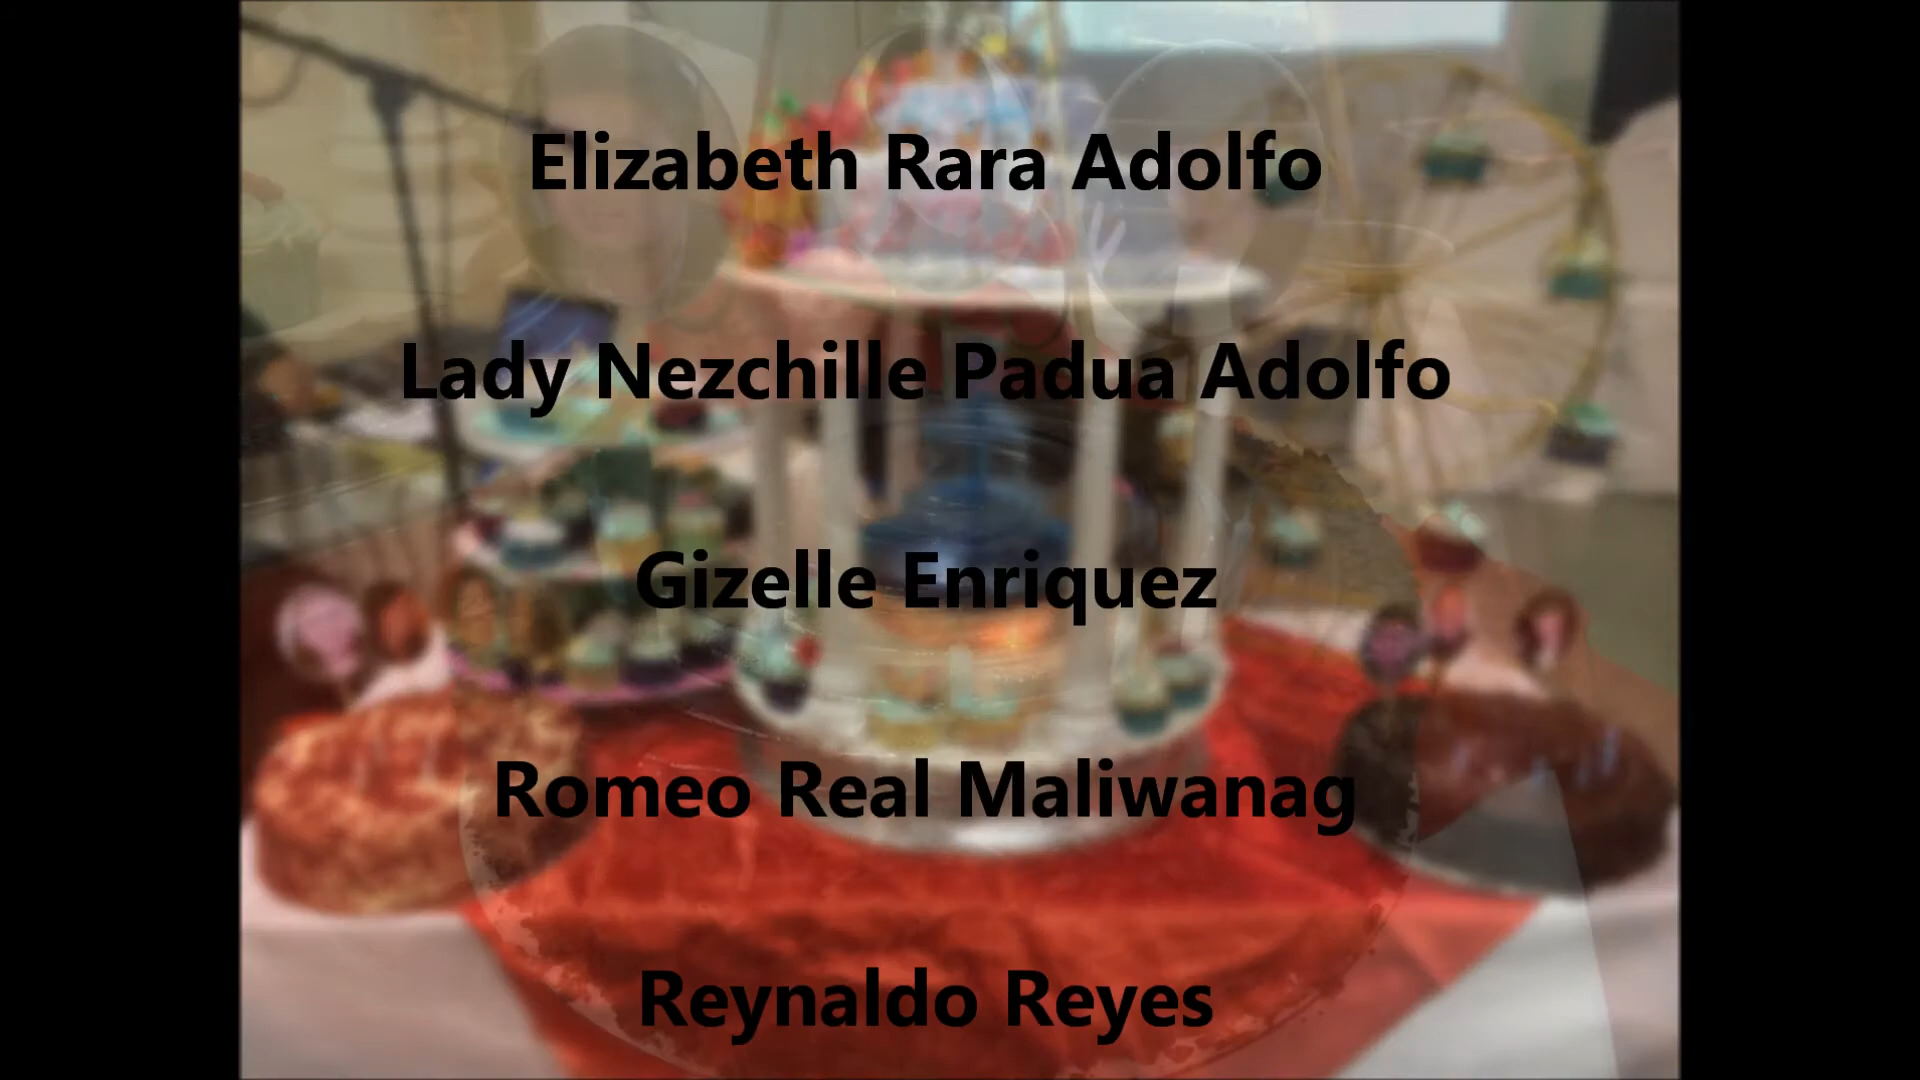 Elizabeth Rara Adolfo
Lady Nezchille Padua Adolfo
Gizelle Enriquez
Romeo Real Maliwanag
Reynaldo Reyes